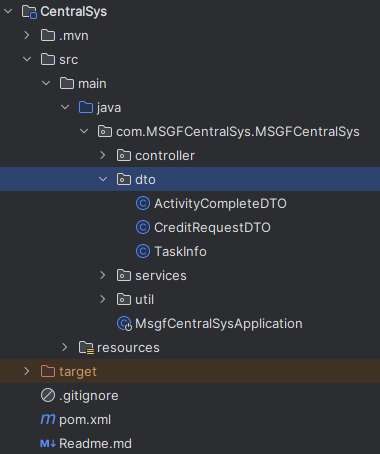 CentralSys
.mvn
src
main
java
com.MSGFCentralSys.MSGFCentralSys
controller
dto
ActivityCompleteDTO
CreditRequestDTO
TaskInfo
services
util
MsgfCentralSysApplication
resources
target
.gitignore
m pom.xml
M↓ Readme.md